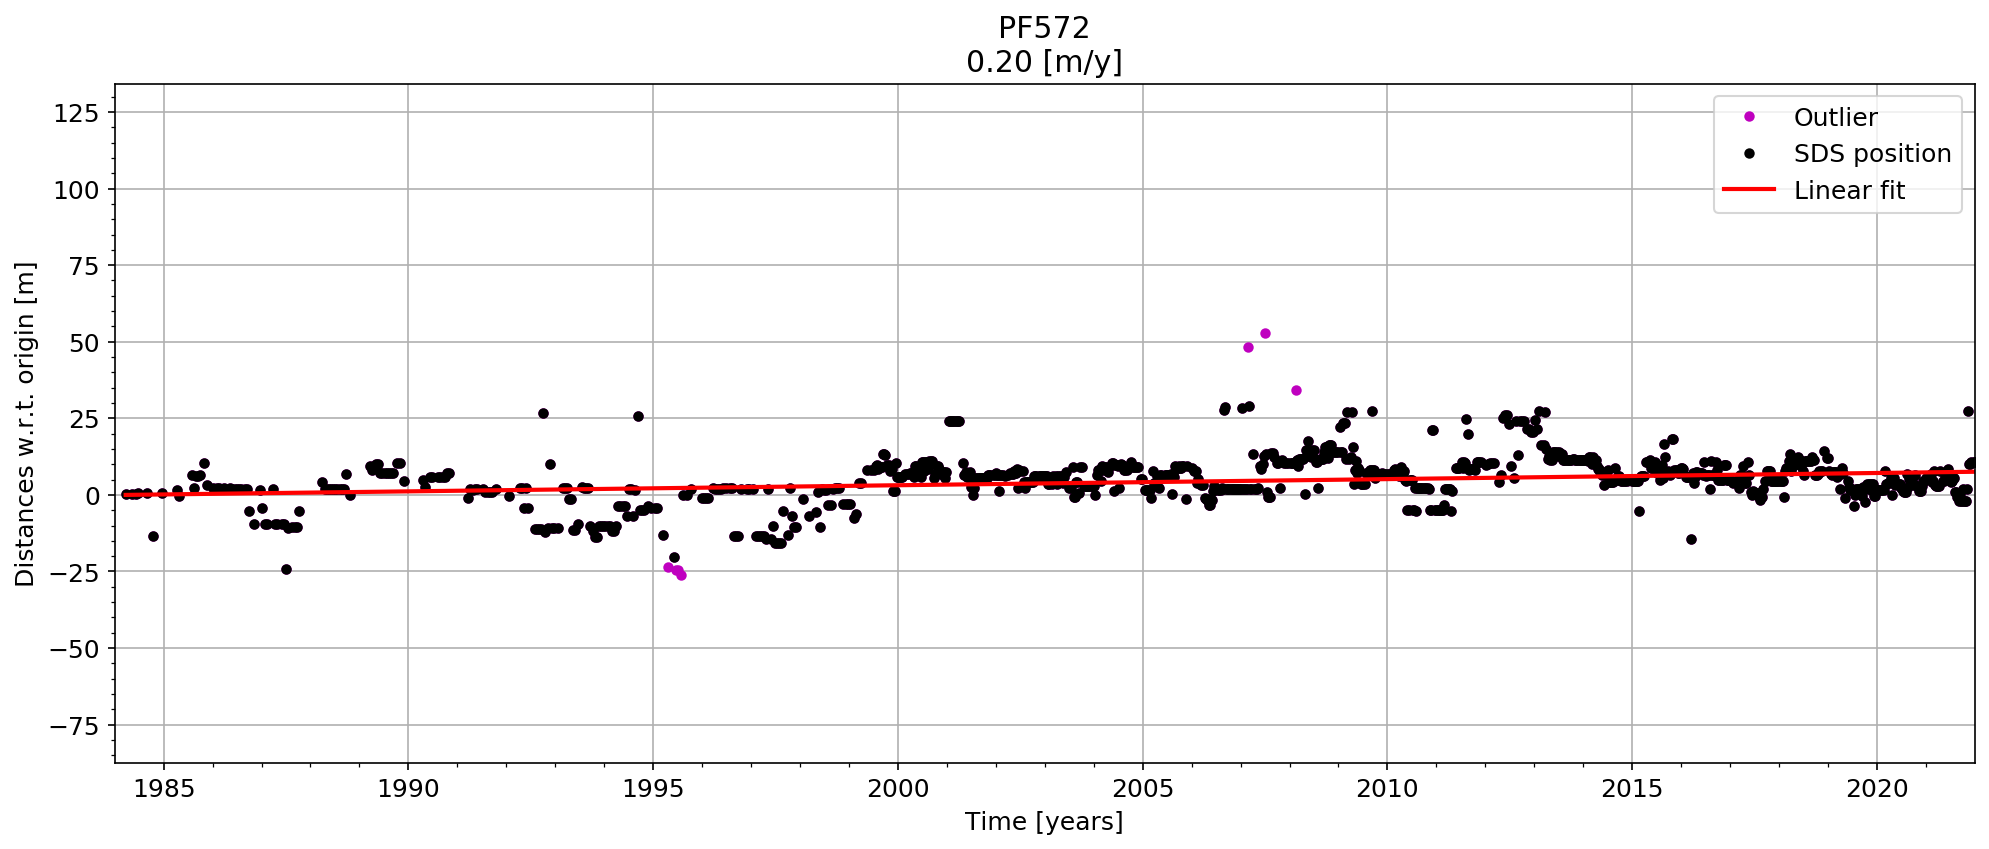 PF572
0.20 [m/y]
125
100
75
50
25
0
−25
−50
−75
Distances w.r.t. origin [m]
Outlier
SDS position
Linear fit
1985 1990 1995 2000 2005 2010 2015 2020
Time [years]